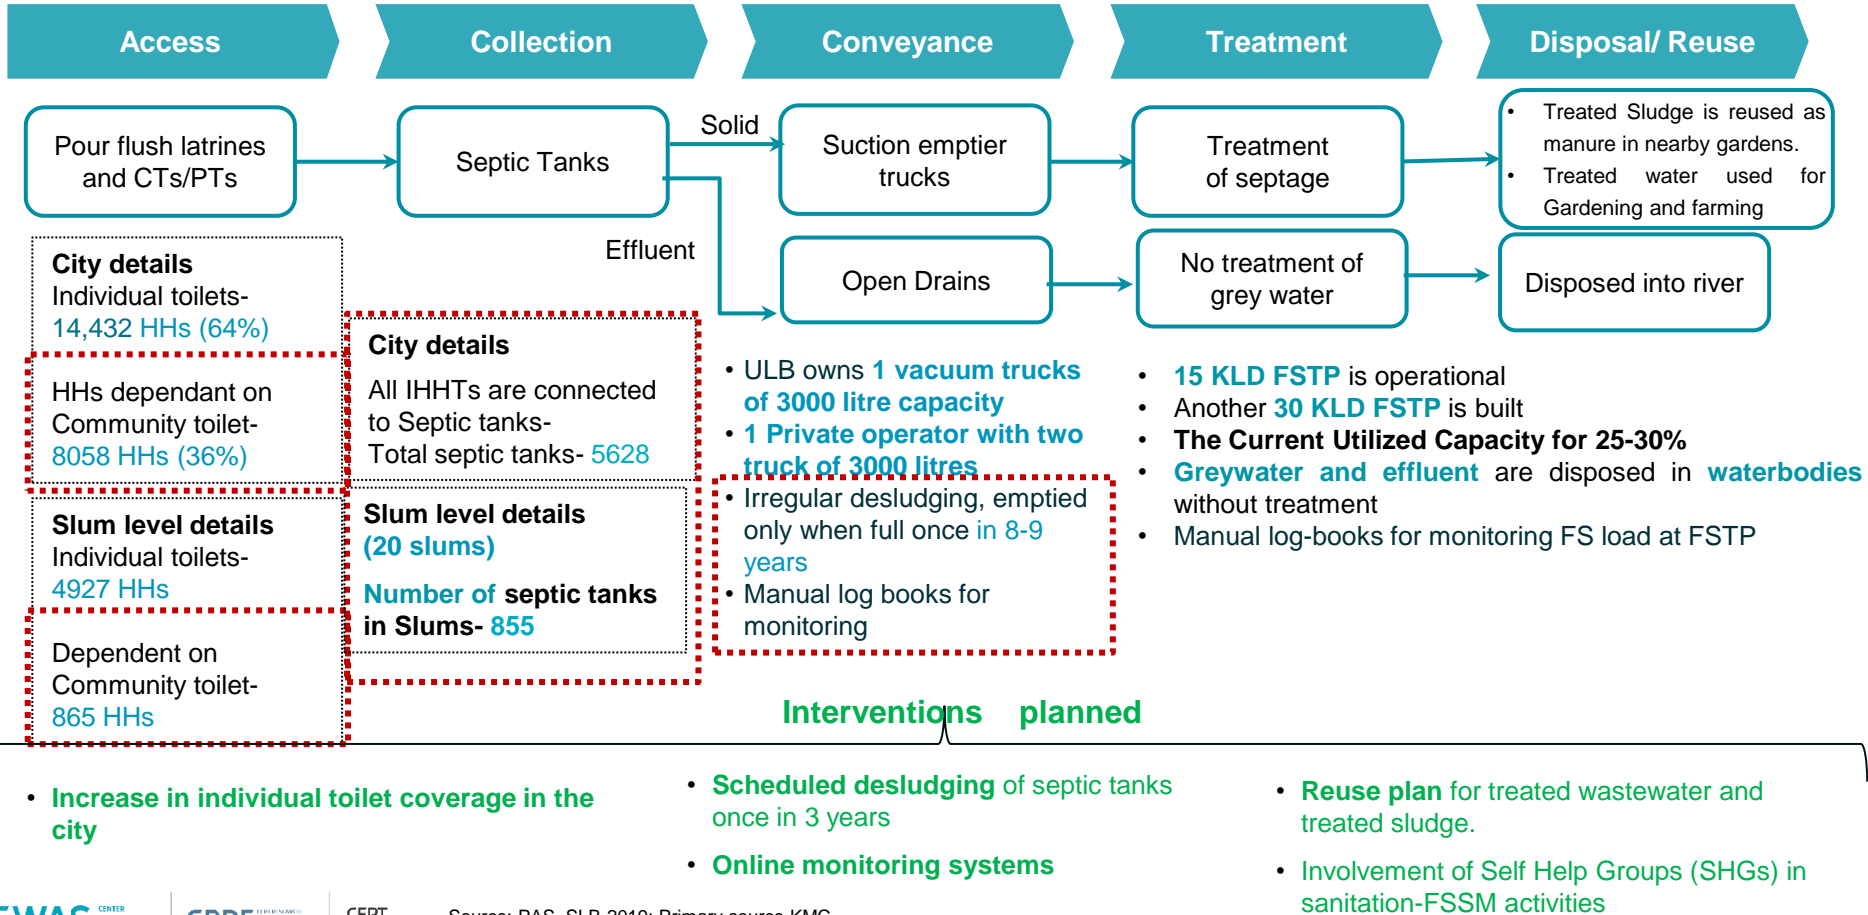 Access
Collection
Conveyance
Treatment
Disposal/ Reuse
Pour flush latrines
and CTs/PTs
Septic Tanks
Solid
Effluent
Suction emptier
trucks
Open Drains
Treatment
of septage
No treatment of
grey water
• Treated Sludge is reused as
manure in nearby gardens.
• Treated water used for
Gardening and farming
Disposed into river
City details
Individual toilets-
14,432 HHs (64%)
HHs dependant on
Community toilet-
8058 HHs (36%)
Slum level details
Individual toilets-
4927 HHs
Dependent on
Community toilet-
865 HHs
City details
All IHHTs are connected
to Septic tanks-
Total septic tanks- 5628
Slum level details
(20 slums)
Number of septic tanks
in Slums- 855
• ULB owns 1 vacuum trucks
of 3000 litre capacity
• 1 Private operator with two
truck of 3000 litres
• Irregular desludging, emptied
only when full once in 8-9
years
• Manual log books for
monitoring
• 15 KLD FSTP is operational
• Another 30 KLD FSTP is built
• The Current Utilized Capacity for 25-30%
• Greywater and effluent are disposed in waterbodies
without treatment
• Manual log-books for monitoring FS load at FSTP
Interventions planned
• Increase in individual toilet coverage in the
city
• Scheduled desludging of septic tanks
once in 3 years
• Online monitoring systems
• Reuse plan for treated wastewater and
treated sludge.
• Involvement of Self Help Groups (SHGs) in
sanitation-FSSM activities
CENTER